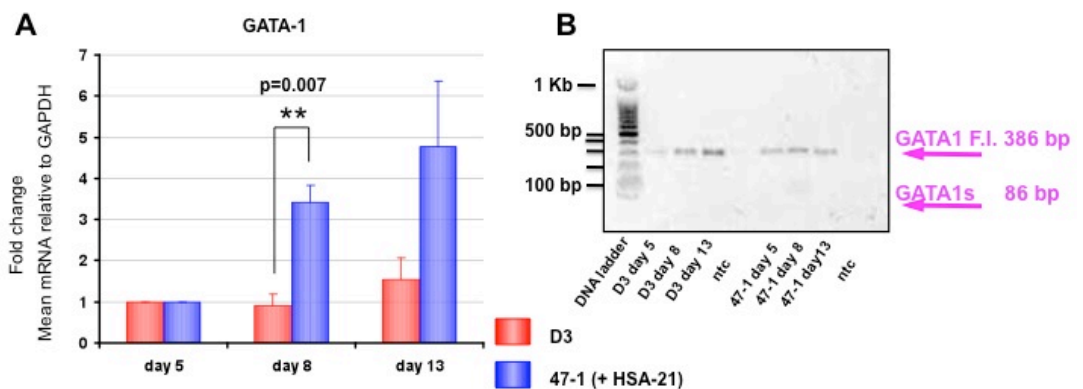 A
GATA-1
Fold change
Mean mRNA relative to GAPDH
7
6
5
4
3
2
1
0
p=0.007
**
day 5
day 8
day 13
D3
47-1 (+ HSA-21)
B
1 Kb
500 bp
100 bp
GATA1 F.I. 386 bp
GATA1s 86 bp
DNA ladder
D3 day 5
D3 day 8
D3 day 13
ntc
47-1 day 5
47-1 day 8
47-1 day13
ntc